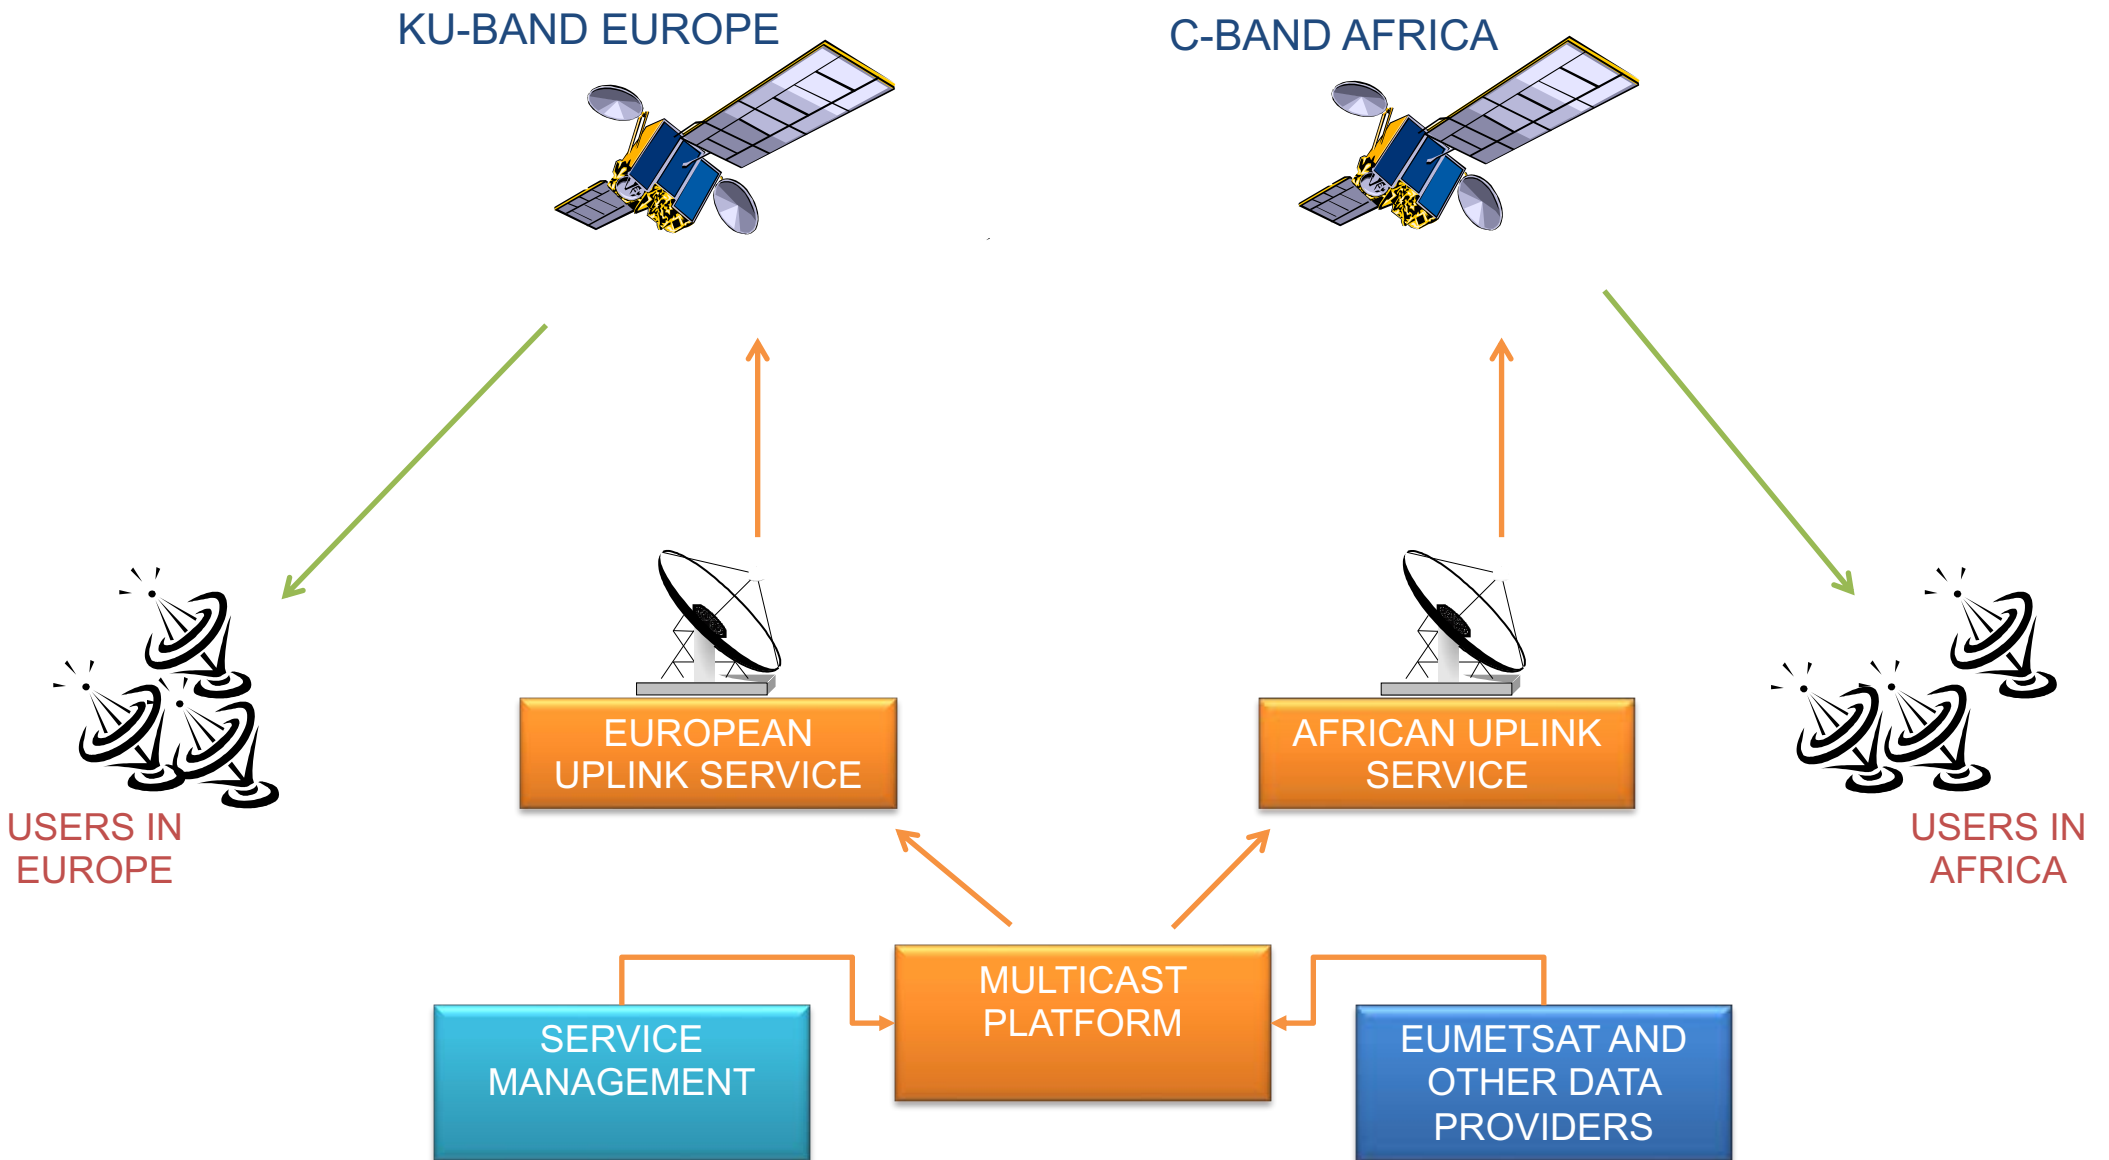 KU-BAND EUROPE
C-BAND AFRICA
EUROPEAN
UPLINK SERVICE
AFRICAN UPLINK
SERVICE
USERS IN
EUROPE
USERS IN
AFRICA
MULTICAST
PLATFORM
SERVICE
MANAGEMENT
EUMETSAT AND
OTHER DATA
PROVIDERS